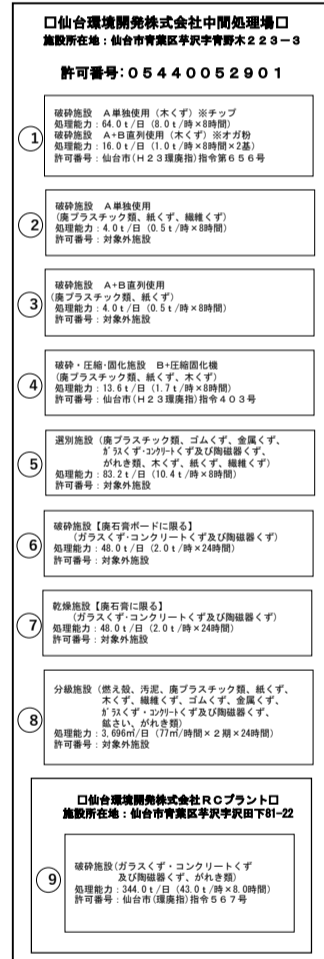 □仙台環境開発株式会社中間処理場□
施設所在地：仙台市青葉区芋沢字青野木２２３－３
許可番号：０５４４００５２９０１
①
破砕施設　Ａ単独使用（木くず）※チップ
処理能力：64.0ｔ/日（8.0ｔ/時×8時間）
破砕施設　A+B直列使用（木くず）※オガ粉
処理能力：16.0ｔ/日（1.0ｔ/時×8時間×2基）
許可番号：仙台市(Ｈ２３環廃指)指令第６５６号
②
破砕施設　Ａ単独使用
(廃プラスチック類、紙くず、繊維くず)
処理能力：4.0ｔ/日（0.5ｔ/時×8時間）
許可番号：対象外施設
③
破砕施設　A+B直列使用
(廃プラスチック類、紙くず)
処理能力：4.0ｔ/日（0.5ｔ/時×8時間）
許可番号：対象外施設
④
破砕・圧縮・固化施設　B+圧縮固化機
(廃プラスチック類、紙くず、木くず)
処理能力：13.6ｔ/日（1.7ｔ/時×8時間）
許可番号：仙台市(Ｈ２３環廃指)指令４０３号
⑤
選別施設（廃プラスチック類、ゴムくず、金属くず、
ガラスくず・コンクリートくず及び陶磁器くず、
がれき類、木くず、紙くず、繊維くず）
処理能力：83.2ｔ/日（10.4ｔ/時×8時間）
許可番号：対象外施設
⑥
破砕施設【廃石膏ボードに限る】
（ガラスくず・コンクリートくず及び陶磁器くず）
処理能力：48.0ｔ/日（2.0ｔ/時×24時間）
許可番号：対象外施設
⑦
乾燥施設【廃石膏に限る】
（ガラスくず・コンクリートくず及び陶磁器くず）
処理能力：48.0ｔ/日（2.0ｔ/時×24時間）
許可番号：対象外施設
⑧
分級施設（燃え殻、汚泥、廃プラスチック類、紙くず、
木くず、繊維くず、ゴムくず、金属くず、
ガラスくず・コンクリートくず及び陶磁器くず、
鉱さい、がれき類）
処理能力：3,696㎥/日（77㎥/時間×２期×24時間）
許可番号：対象外施設
□仙台環境開発株式会社ＲＣプラント□
施設所在地：仙台市青葉区芋沢字沢田下81-22
⑨
破砕施設（ガラスくず・コンクリートくず
及び陶磁器くず、がれき類）
処理能力：344.0ｔ/日（43.0ｔ/時×8.0時間）
許可番号：仙台市(環廃指)指令５６７号